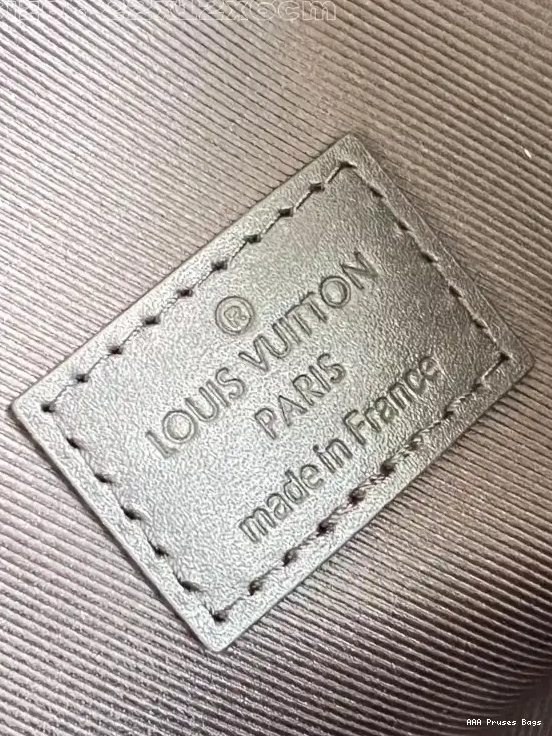 ®
LOUIS VUITTON
PARIS
made in France
AAA Pruses Bags